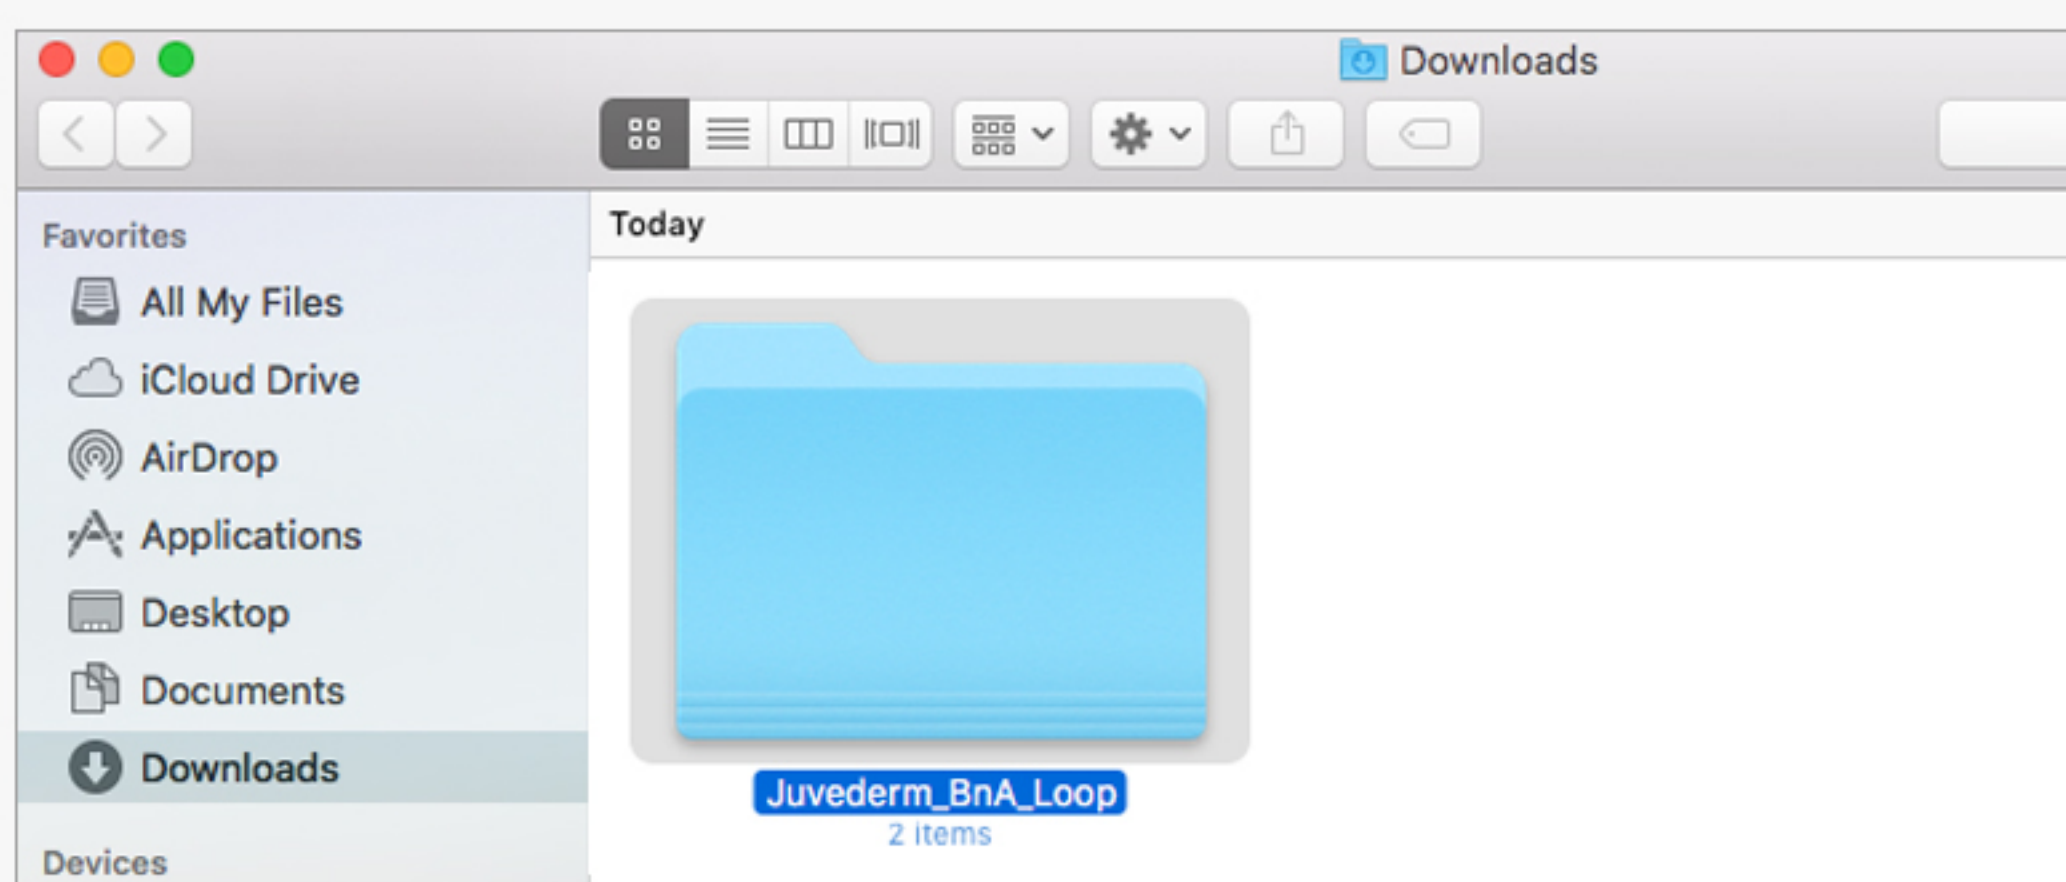 Downloads
Favorites
All My Files
iCloud Drive
AirDrop
Applications
Desktop
Documents
Downloads
Devices
Today
Juvederm_BnA_Loop
2 items